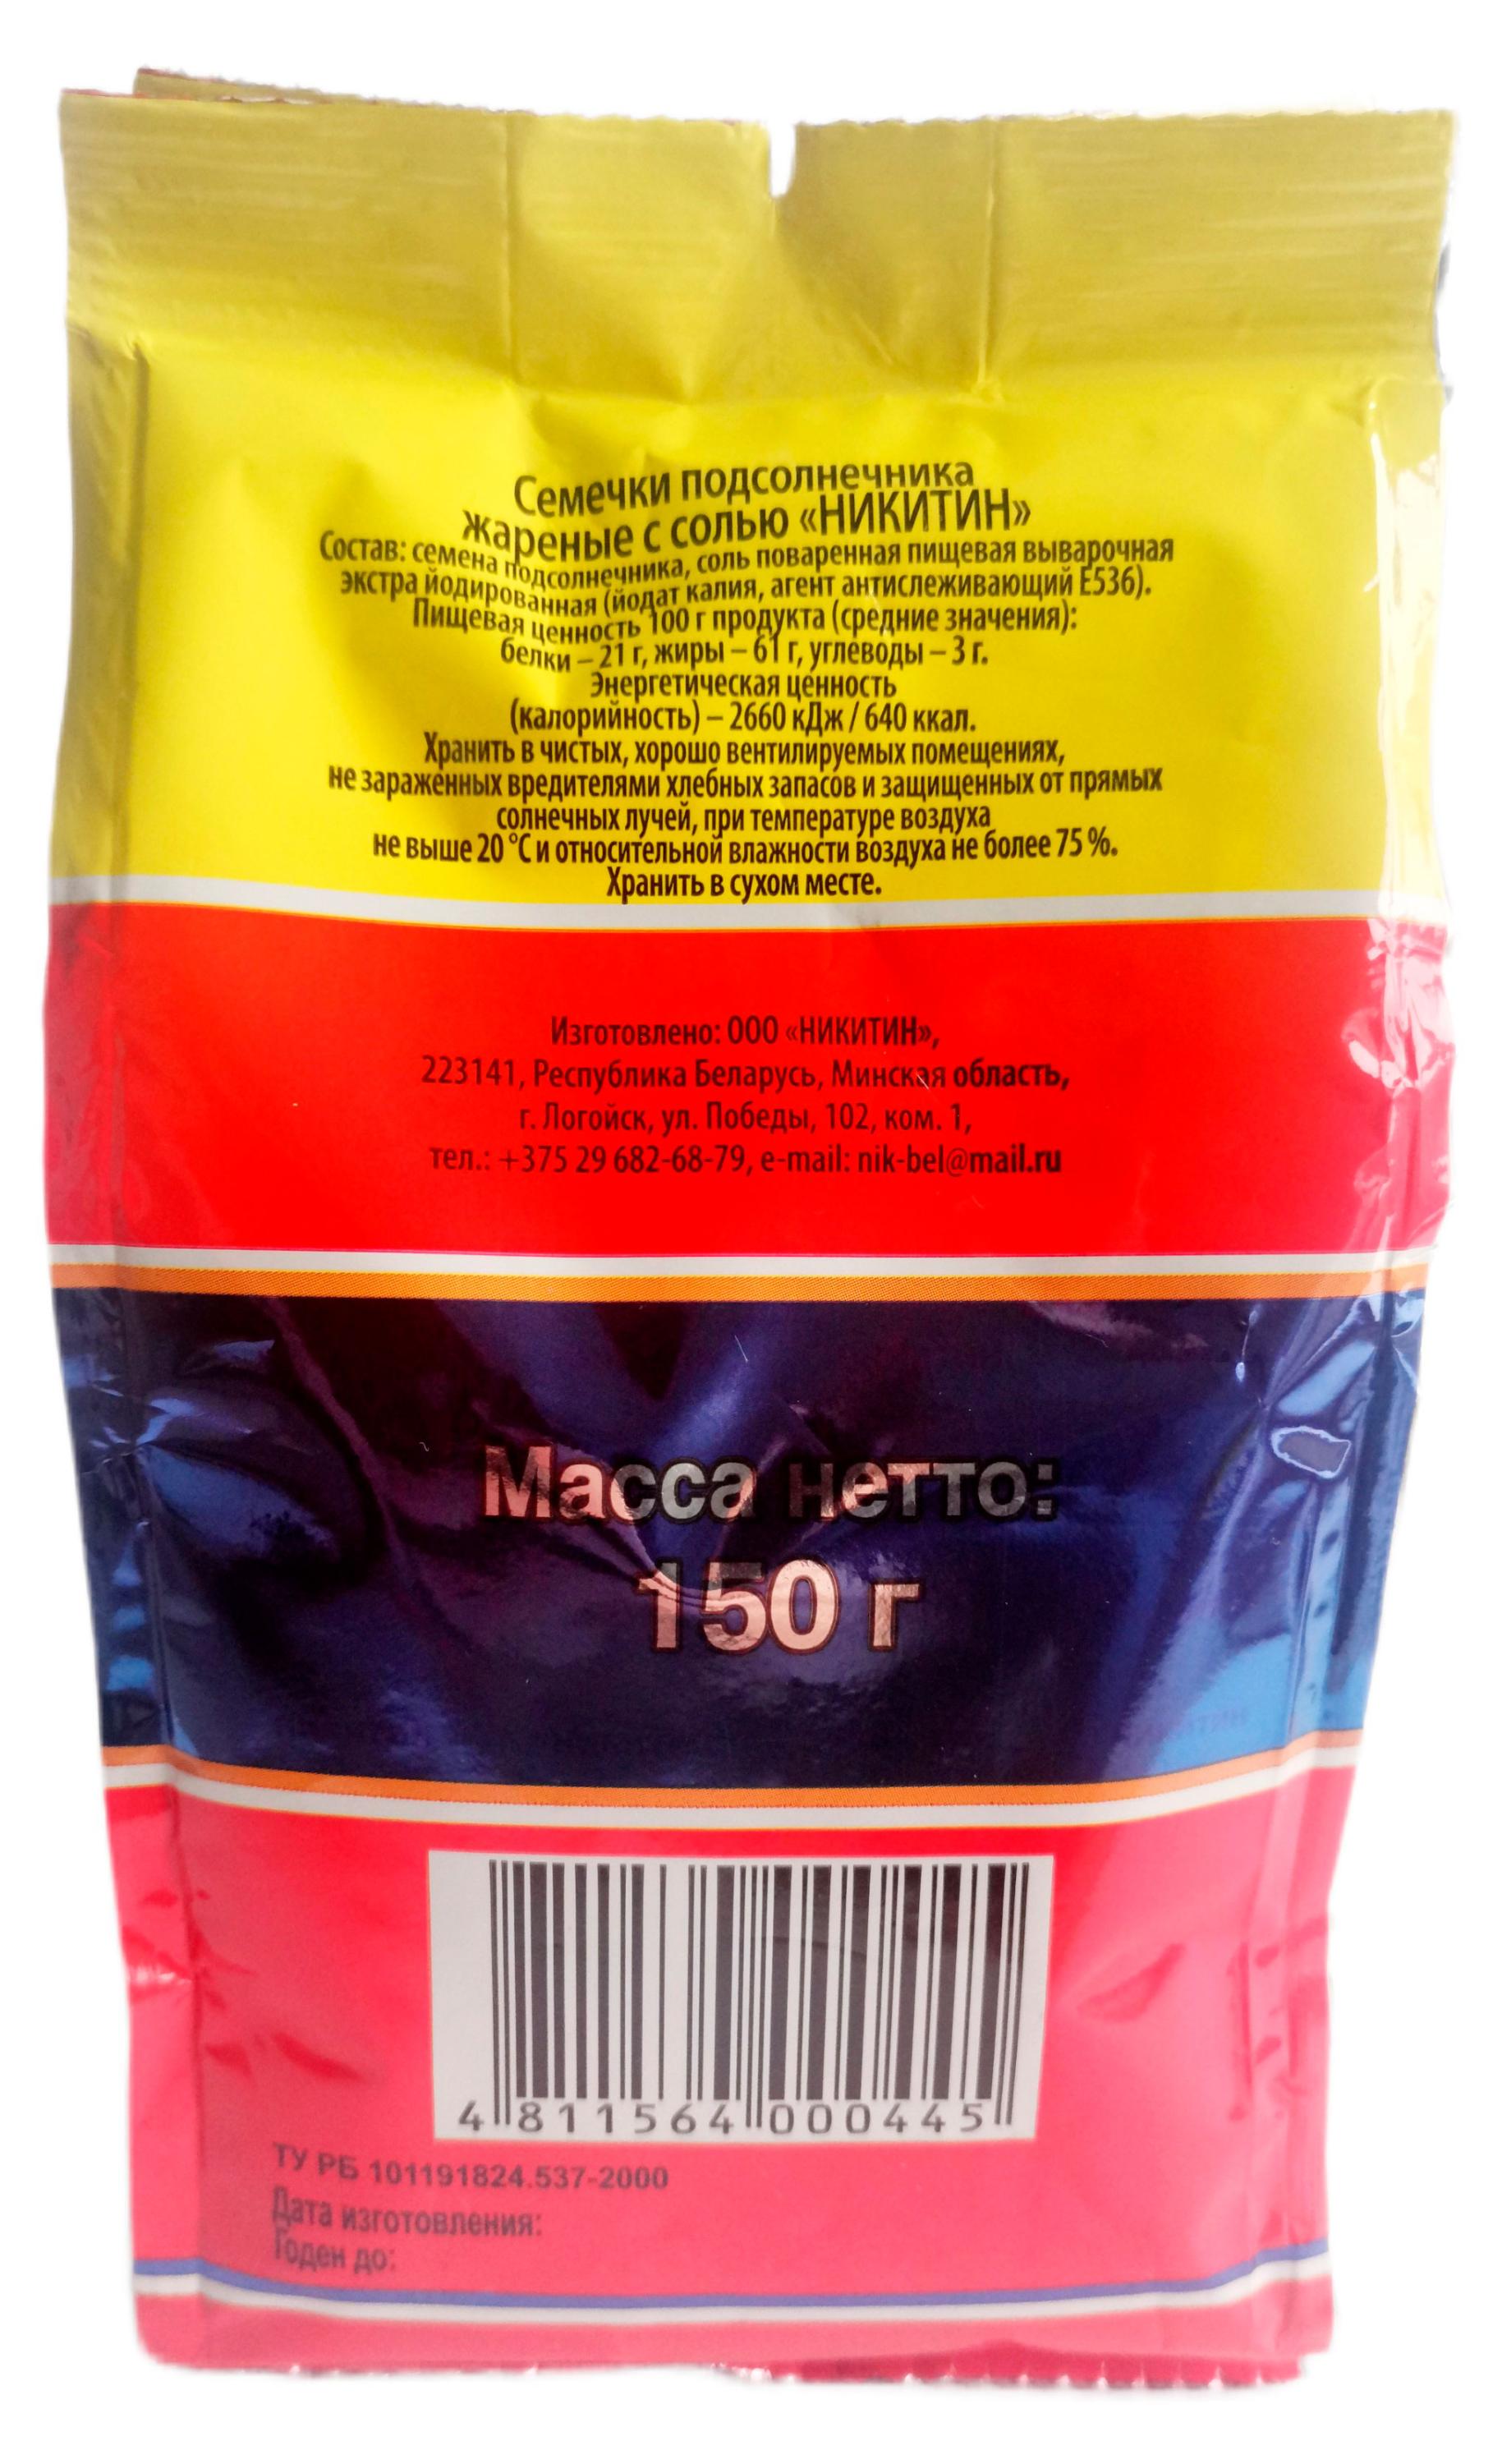 Семечки подсолнечника
жареные с солью «НИКИТИН»
Состав: семена подсолнечника, соль поваренная пищевая выварочная
экстра йодированная (йодат калия, агент антислеживающий Е536).
Пищевая ценность 100 г продукта (средние значения):
белки – 21 г, жиры – 61 г, углеводы – 3 г.
Энергетическая ценность
(калорийность) – 2660 кДж / 640 ккал.
Хранить в чистых, хорошо вентилируемых помещениях,
не зараженных вредителями хлебных запасов и защищенных от прямых
солнечных лучей, при температуре воздуха
не выше 20 °С и относительной влажности воздуха не более 75 %.
Хранить в сухом месте.
Изготовлено: ООО «НИКИТИН»,
223141, Республика Беларусь, Минская область,
г. Логойск, ул. Победы, 102, ком. 1,
тел.: +375 29 682-68-79, e-mail: nik-bel@mail.ru
Масса нетто:
150 г
4 811564 000445
ТУ РБ 101191824.537-2000
Дата изготовления:
Годен до: